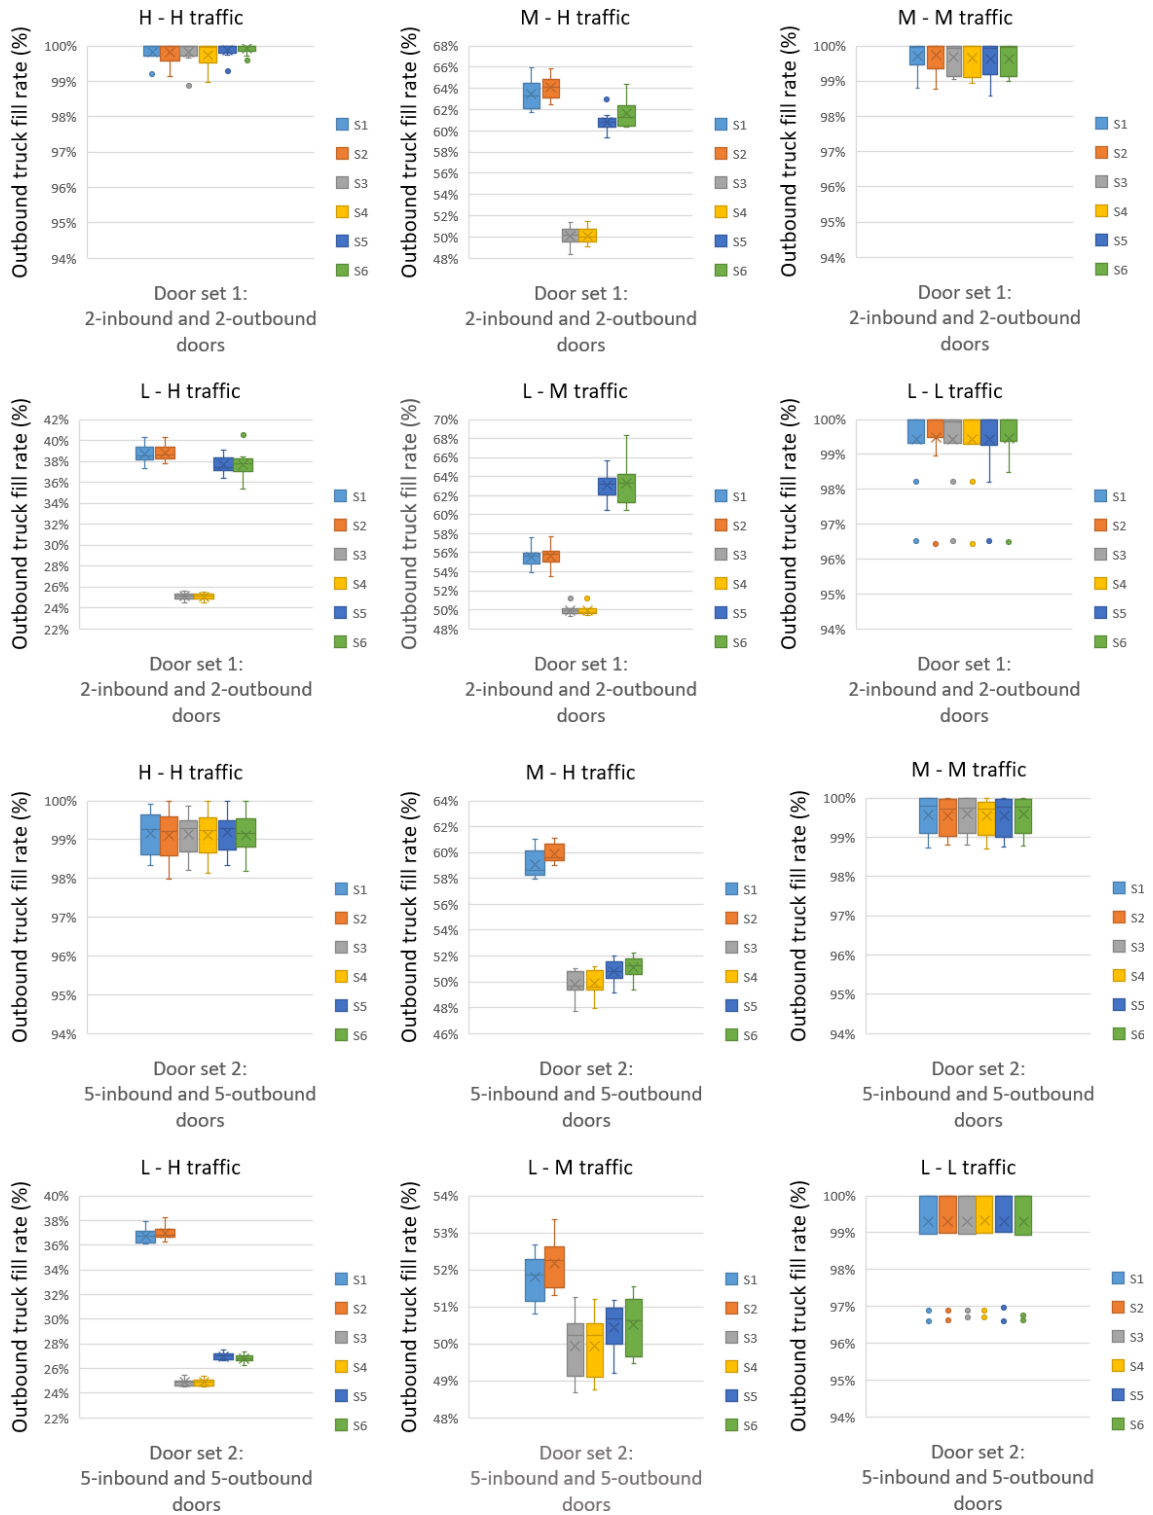 H - H traffic
Outbound truck fill rate (%)
100%
99%
98%
97%
96%
95%
94%
S1
S2
S3
S4
S5
S6
Door set 1:
2-inbound and 2-outbound
doors
M - H traffic
Outbound truck fill rate (%)
68%
66%
64%
62%
60%
58%
56%
54%
52%
50%
48%
S1
S2
S3
S4
S5
S6
Door set 1:
2-inbound and 2-outbound
doors
M - M traffic
Outbound truck fill rate (%)
100%
99%
98%
97%
96%
95%
94%
S1
S2
S3
S4
S5
S6
Door set 1:
2-inbound and 2-outbound
doors
L - H traffic
Outbound truck fill rate (%)
42%
40%
38%
36%
34%
32%
30%
28%
26%
24%
22%
S1
S2
S3
S4
S5
S6
Door set 1:
2-inbound and 2-outbound
doors
L - M traffic
Outbound truck fill rate (%)
70%
68%
66%
64%
62%
60%
58%
56%
54%
52%
50%
48%
S1
S2
S3
S4
S5
S6
Door set 1:
2-inbound and 2-outbound
doors
L - L traffic
Outbound truck fill rate (%)
100%
99%
98%
97%
96%
95%
94%
S1
S2
S3
S4
S5
S6
Door set 1:
2-inbound and 2-outbound
doors
H - H traffic
Outbound truck fill rate (%)
100%
99%
98%
97%
96%
95%
94%
S1
S2
S3
S4
S5
S6
Door set 2:
5-inbound and 5-outbound
doors
M - H traffic
Outbound truck fill rate (%)
64%
62%
60%
58%
56%
54%
52%
50%
48%
46%
S1
S2
S3
S4
S5
S6
Door set 2:
5-inbound and 5-outbound
doors
M - M traffic
Outbound truck fill rate (%)
100%
99%
98%
97%
96%
95%
94%
S1
S2
S3
S4
S5
S6
Door set 2:
5-inbound and 5-outbound
doors
L - H traffic
Outbound truck fill rate (%)
40%
38%
36%
34%
32%
30%
28%
26%
24%
22%
S1
S2
S3
S4
S5
S6
Door set 2:
5-inbound and 5-outbound
doors
L - M traffic
Outbound truck fill rate (%)
54%
53%
52%
51%
50%
49%
48%
S1
S2
S3
S4
S5
S6
Door set 2:
5-inbound and 5-outbound
doors
L - L traffic
Outbound truck fill rate (%)
100%
99%
98%
97%
96%
95%
94%
S1
S2
S3
S4
S5
S6
Door set 2:
5-inbound and 5-outbound
doors